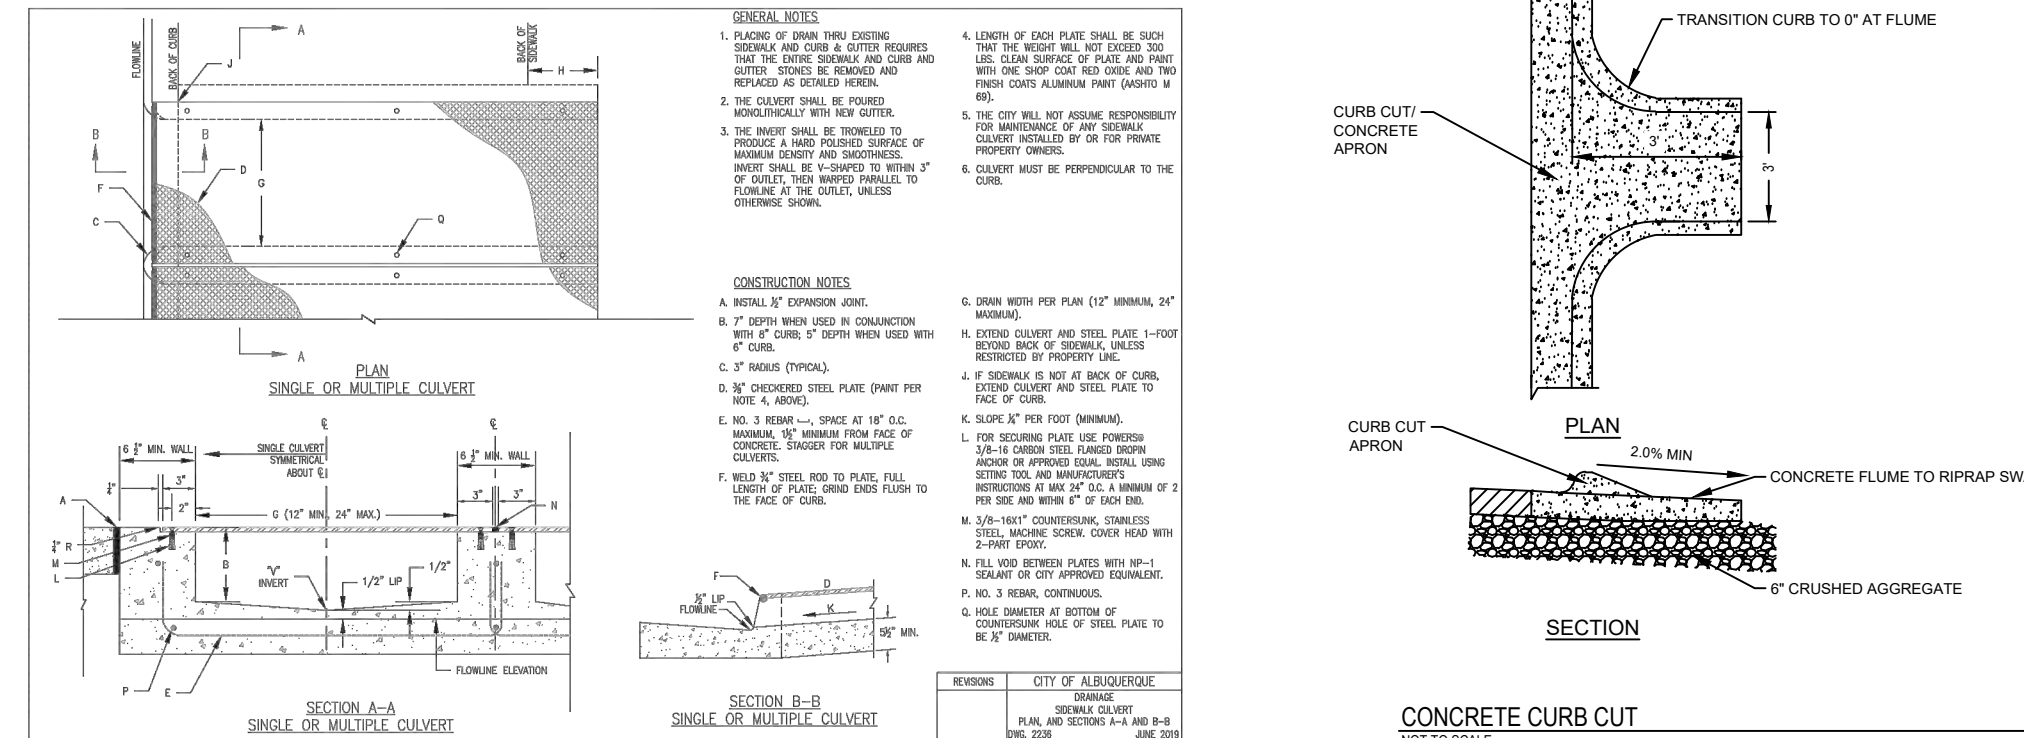 A
FLOWLINE
BACK OF CURB
J
BACK OF
SIDEWALK
H
B
B
D
G
F
C
Q
A
PLAN
SINGLE OR MULTIPLE CULVERT
GENERAL NOTES
1. PLACING OF DRAIN THRU EXISTING
SIDEWALK AND CURB & GUTTER REQUIRES
THAT THE ENTIRE SIDEWALK AND CURB AND
GUTTER STONES BE REMOVED AND
REPLACED AS DETAILED HEREIN.
2. THE CULVERT SHALL BE POURED
MONOLITHICALLY WITH NEW GUTTER.
3. THE INVERT SHALL BE TROWELED TO
PRODUCE A HARD POLISHED SURFACE OF
MAXIMUM DENSITY AND SMOOTHNESS.
INVERT SHALL BE V-SHAPED TO WITHIN 3"
OF OUTLET, THEN WARPED PARALLEL TO
FLOWLINE AT THE OUTLET, UNLESS
OTHERWISE SHOWN.
4. LENGTH OF EACH PLATE SHALL BE SUCH
THAT THE WEIGHT WILL NOT EXCEED 300
LBS. CLEAN SURFACE OF PLATE AND PAINT
WITH ONE SHOP COAT RED OXIDE AND TWO
FINISH COATS ALUMINUM PAINT (AASHTO M
69).
5. THE CITY WILL NOT ASSUME RESPONSIBILITY
FOR MAINTENANCE OF ANY SIDEWALK
CULVERT INSTALLED BY OR FOR PRIVATE
PROPERTY OWNERS.
6. CULVERT MUST BE PERPENDICULAR TO THE
CURB.
CONSTRUCTION NOTES
A. INSTALL ½" EXPANSION JOINT.
B. 7" DEPTH WHEN USED IN CONJUNCTION
WITH 8" CURB; 5" DEPTH WHEN USED WITH
6" CURB.
C. 3" RADIUS (TYPICAL).
D. ⅜" CHECKERED STEEL PLATE (PAINT PER
NOTE 4, ABOVE).
E. NO. 3 REBAR, SPACE AT 18" O.C.
MAXIMUM, 1½" MINIMUM FROM FACE OF
CONCRETE. STAGGER FOR MULTIPLE
CULVERTS.
F. WELD ¾" STEEL ROD TO PLATE, FULL
LENGTH OF PLATE; GRIND ENDS FLUSH TO
THE FACE OF CURB.
G. DRAIN WIDTH PER PLAN (12" MINIMUM, 24"
MAXIMUM).
H. EXTEND CULVERT AND STEEL PLATE 1-FOOT
BEYOND BACK OF SIDEWALK, UNLESS
RESTRICTED BY PROPERTY LINE.
J. IF SIDEWALK IS NOT AT BACK OF CURB,
EXTEND CULVERT AND STEEL PLATE TO
FACE OF CURB.
K. SLOPE ¼" PER FOOT (MINIMUM).
L. FOR SECURING PLATE USE POWERS®
3/8-16 CARBON STEEL FLANGED DROPIN
ANCHOR OR APPROVED EQUAL. INSTALL USING
SETTING TOOL AND MANUFACTURER'S
INSTRUCTIONS AT MAX 24" O.C. A MINIMUM OF 2
PER SIDE AND WITHIN 6" OF EACH END.
M. 3/8-16X1" COUNTERSUNK, STAINLESS
STEEL, MACHINE SCREW. COVER HEAD WITH
2-PART EPOXY.
N. FILL VOID BETWEEN PLATES WITH NP-1
SEALANT OR CITY APPROVED EQUIVALENT.
P. NO. 3 REBAR, CONTINUOUS.
Q. HOLE DIAMETER AT BOTTOM OF
COUNTERSUNK HOLE OF STEEL PLATE TO
BE ½" DIAMETER.
℄
℄
6 ½" MIN. WALL
SINGLE CULVERT
SYMMETRICAL
ABOUT ℄
6 ½" MIN. WALL
3"
2"
3"
3"
A
G (12" MIN., 24" MAX.)
N
R
M
L
B
"V"
INVERT
1/2" LIP
1/2"
FLOWLINE ELEVATION
P
E
SECTION A-A
SINGLE OR MULTIPLE CULVERT
F
D
½" LIP
FLOWLINE
K
5½" MIN.
SECTION B-B
SINGLE OR MULTIPLE CULVERT
REVISIONS
CITY OF ALBUQUERQUE
DRAINAGE
SIDEWALK CULVERT
PLAN, AND SECTIONS A-A AND B-B
DWG. 2236 JUNE 2019
TRANSITION CURB TO 0" AT FLUME
CURB CUT/
CONCRETE
APRON
3'
3'
PLAN
CURB CUT
APRON
2.0% MIN
CONCRETE FLUME TO RIPRAP
6" CRUSHED AGGREGATE
SECTION
CONCRETE CURB CUT